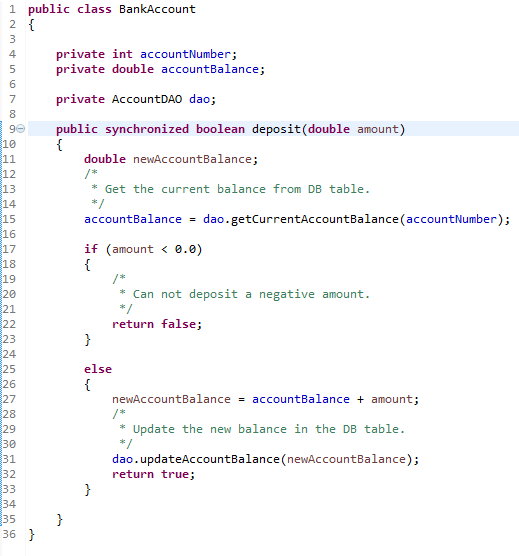 1 public class BankAccount
2 {
3
4     private int accountNumber;
5     private double accountBalance;
6
7     private AccountDAO dao;
8
9     public synchronized boolean deposit(double amount)
10     {
11         double newAccountBalance;
12         /*
13          * Get the current balance from DB table.
14          */
15         accountBalance = dao.getCurrentAccountBalance(accountNumber);
16
17         if (amount < 0.0)
18         {
19             /*
20              * Can not deposit a negative amount.
21              */
22             return false;
23         }
24
25         else
26         {
27             newAccountBalance = accountBalance + amount;
28             /*
29              * Update the new balance in the DB table.
30              */
31             dao.updateAccountBalance(newAccountBalance);
32             return true;
33         }
34
35     }
36 }